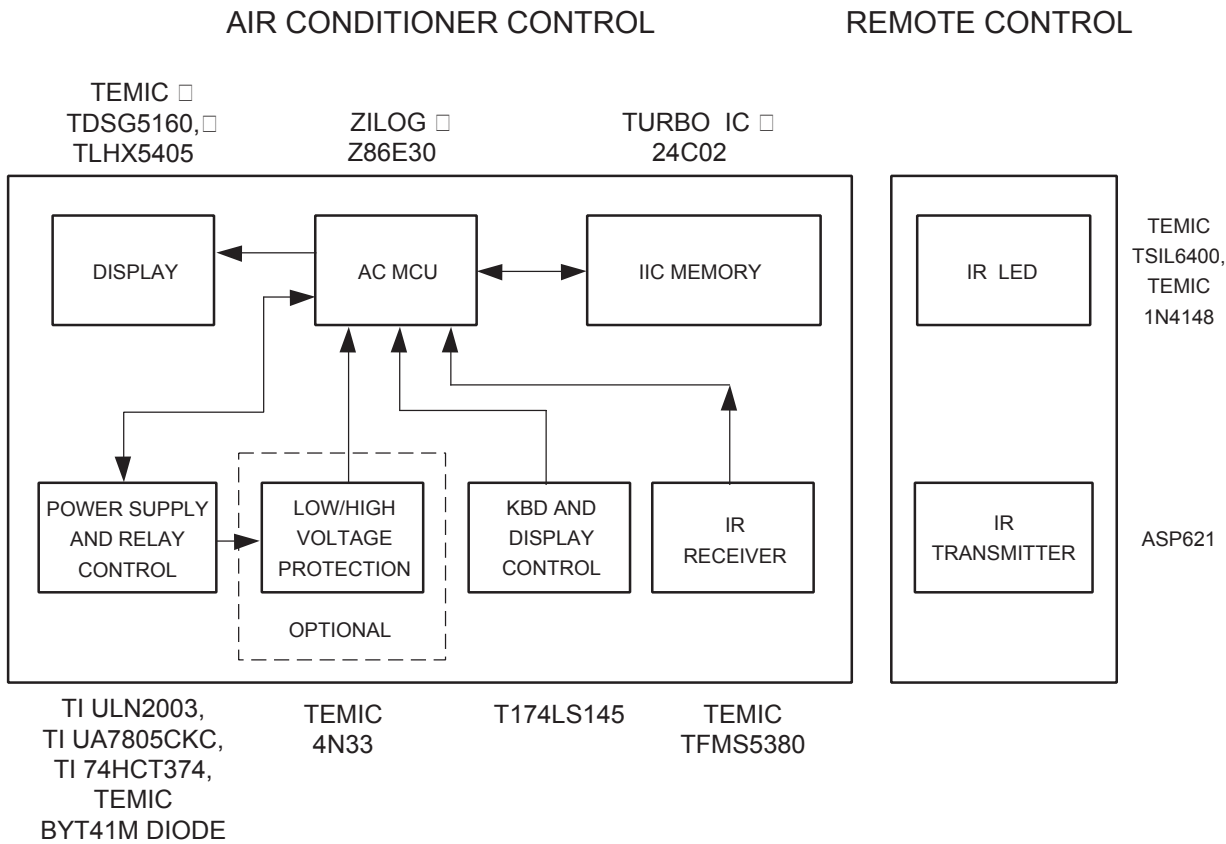 AIR CONDITIONER CONTROL
REMOTE CONTROL
TEMIC □
TDSG5160,□
TLHX5405
ZILOG □
Z86E30
TURBO IC □
24C02
DISPLAY
AC MCU
IIC MEMORY
IR LED
TEMIC
TSIL6400,
TEMIC
1N4148
POWER SUPPLY
AND RELAY
CONTROL
LOW/HIGH
VOLTAGE
PROTECTION
OPTIONAL
KBD AND
DISPLAY
CONTROL
IR
RECEIVER
IR
TRANSMITTER
ASP621
TI ULN2003,
TI UA7805CKC,
TI 74HCT374,
TEMIC
BYT41M DIODE
TEMIC
4N33
T174LS145
TEMIC
TFMS5380